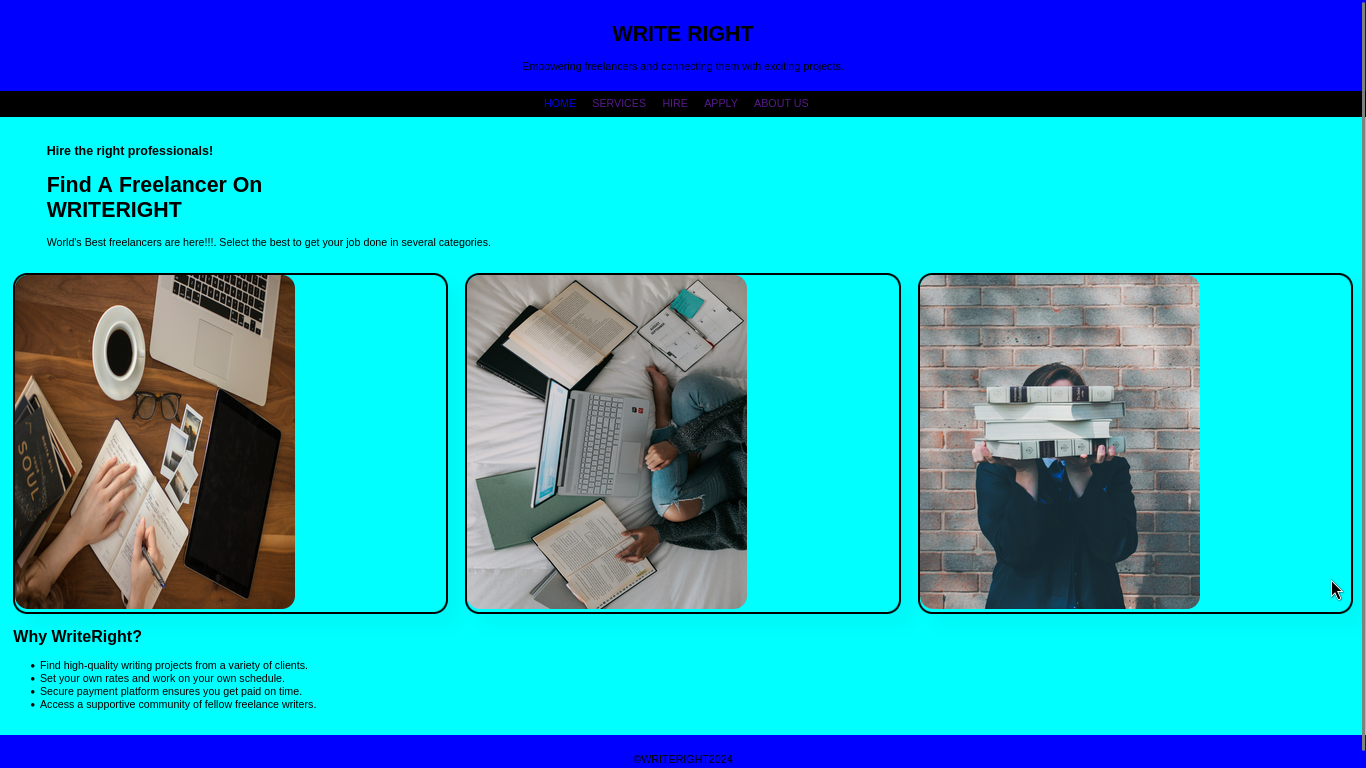 WRITE RIGHT
Empowering freelancers and connecting them with exciting projects.
HOME SERVICES HIRE APPLY ABOUT US
Hire the right professionals!
Find A Freelancer On
WRITERIGHT
World's Best freelancers are here!!!. Select the best to get your job done in several categories.
SOUL
Why WriteRight?
• Find high-quality writing projects from a variety of clients.
• Set your own rates and work on your own schedule.
• Secure payment platform ensures you get paid on time.
• Access a supportive community of fellow freelance writers.
©WRITERIGHT2024